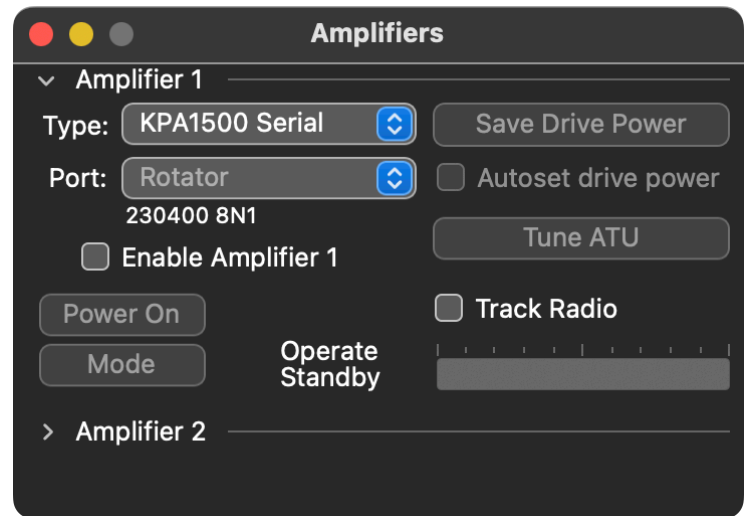 Amplifiers
Amplifier 1
Type: KPA1500 Serial Save Drive Power
Port: Rotator Autoset drive power
230400 8N1
Tune ATU
Enable Amplifier 1
Power On Track Radio
Mode Operate
Standby
Amplifier 2